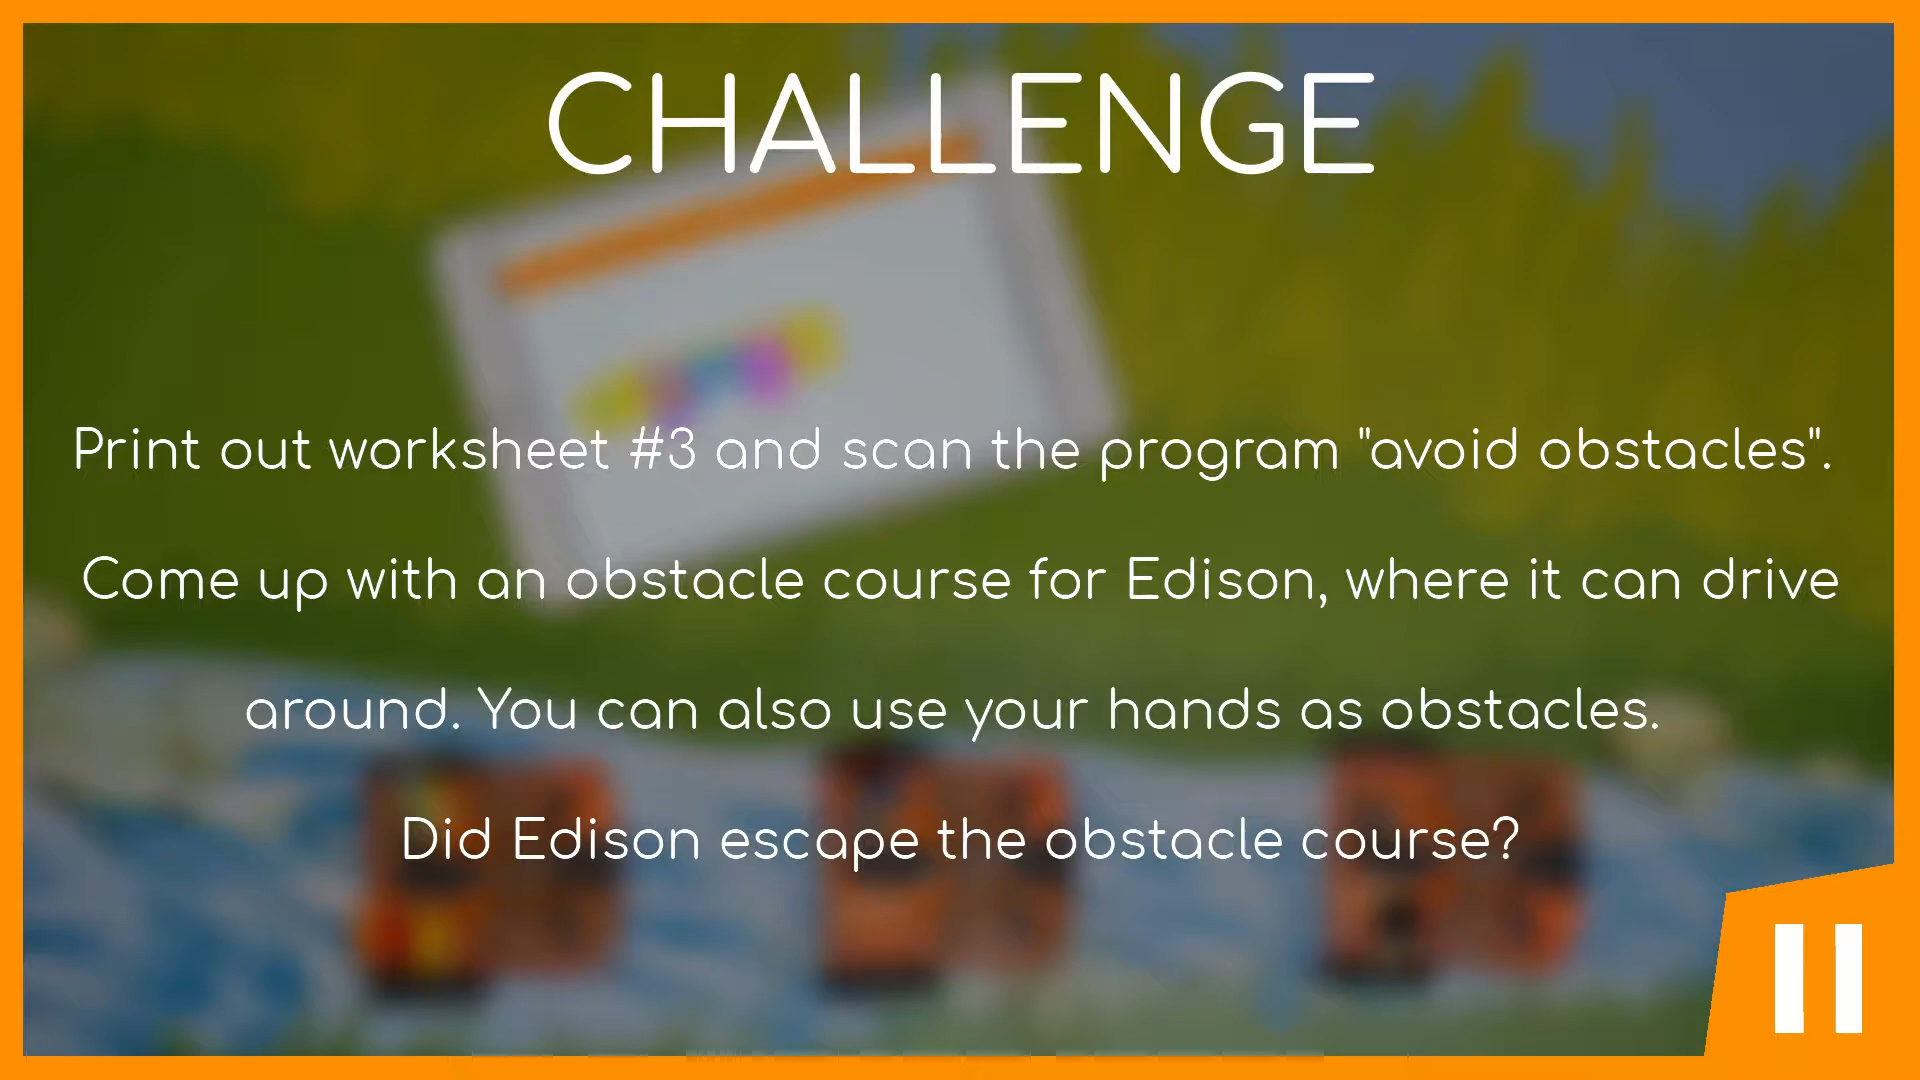 CHALLENGE
Print out worksheet #3 and scan the program "avoid obstacles".
Come up with an obstacle course for Edison, where it can drive
around. You can also use your hands as obstacles.
Did Edison escape the obstacle course?